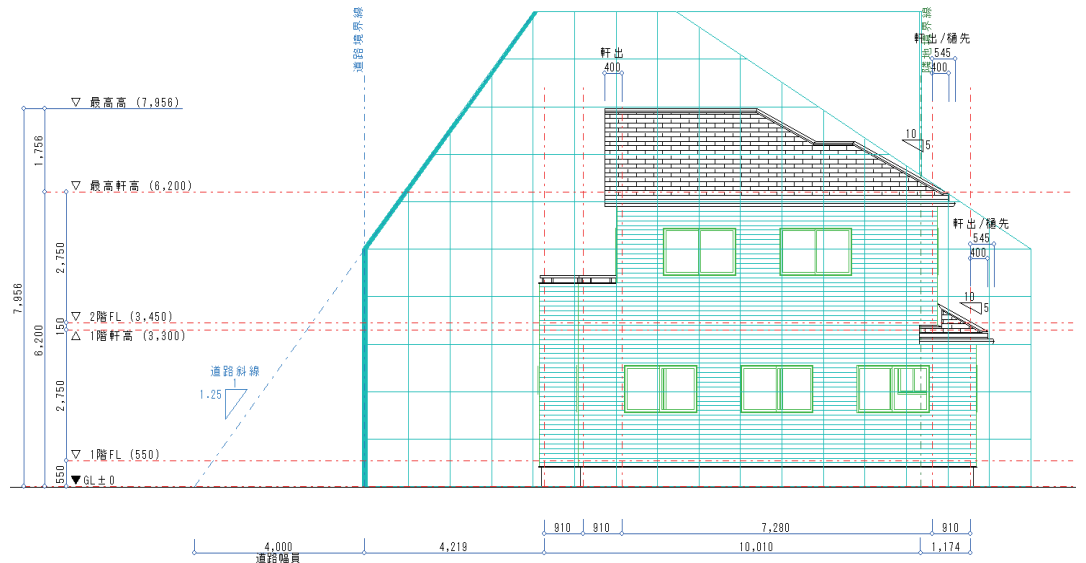 道路境界線
隣地境界線
軒出/樋先
545
400
軒出
400
▽ 最高高 (7,956)
1,756
10
5
▽ 最高軒高 (6,200)
軒出/樋先
545
400
2,750
7,956
6,200
10
5
▽ 2階FL (3,450)
150
△ 1階軒高 (3,300)
道路斜線
1.25
2,750
▽ 1階FL (550)
550
▼GL±0
910
910
7,280
910
4,000
4,219
10,010
1,174
道路幅員